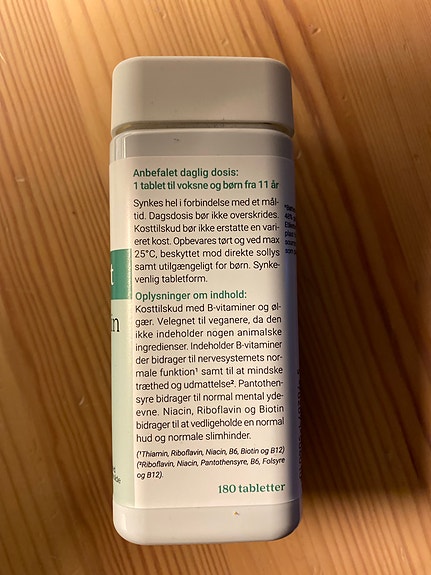 Anbefalet daglig dosis:
1 tablet til voksne og børn fra 11 år
Synkes hel i forbindelse med et mål-
tid. Dagsdosis bør ikke overskrides.
Kosttilskud bør ikke erstatte en vari-
eret kost. Opbevares tørt og ved max
25°C, beskyttet mod direkte sollys
samt utilgængeligt for børn. Synke-
venlig tabletform.
Oplysninger om indhold:
Kosttilskud med B-vitaminer og øl-
gær. Velegnet til veganere, da den
ikke indeholder nogen animalske
ingredienser. Indeholder B-vitaminer
der bidrager til nervesystemets nor-
male funktion¹ samt til at mindske
træthed og udmattelse². Pantothen-
syre bidrager til normal mental yde-
evne. Niacin, Riboflavin og Biotin
bidrager til at vedligeholde en normal
hud og normale slimhinder.
(¹Thiamin, Riboflavin, Niacin, B6, Biotin og B12)
(²Riboflavin, Niacin, Pantothensyre, B6, Folsyre
og B12).
180 tabletter